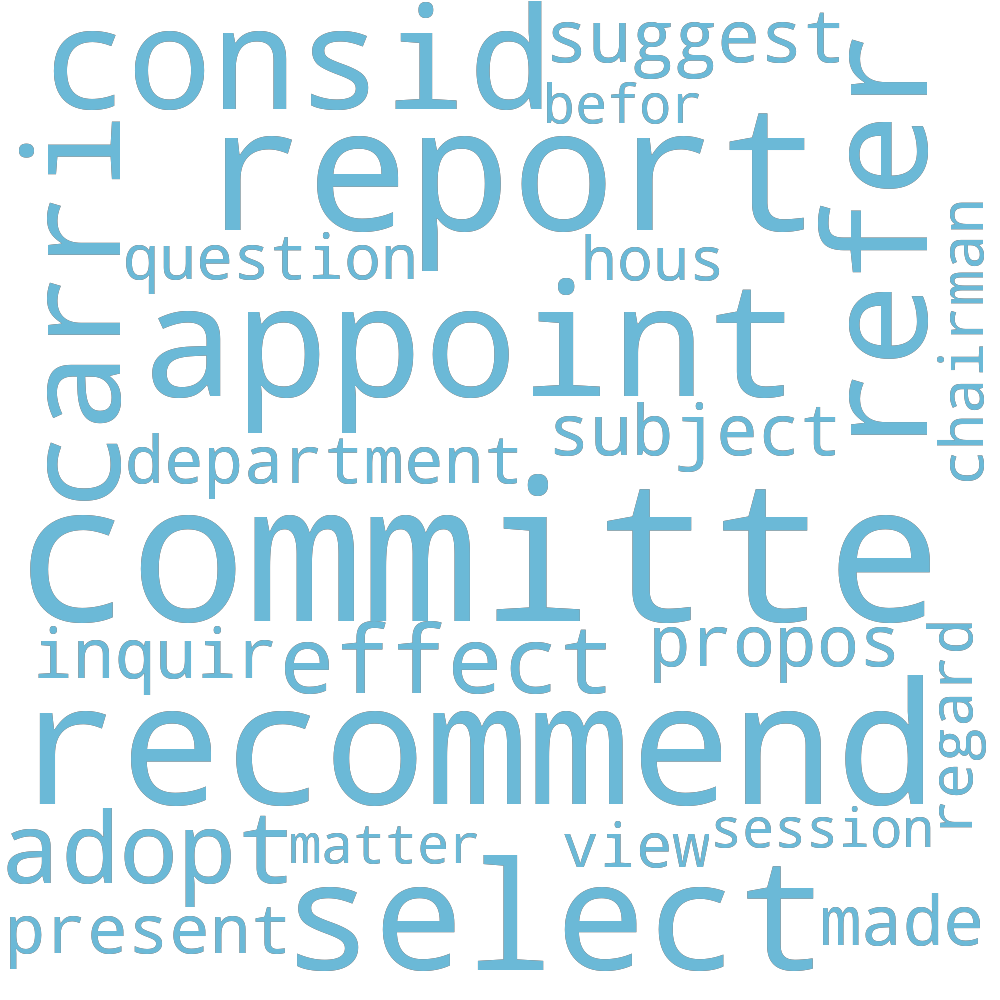 consid
suggest
befor
report
refer
carri
question
hous
chairman
appoint
subject
department
committe
inquir
effect
propos
regard
recommend
adopt
matter
view
session
present
select
made